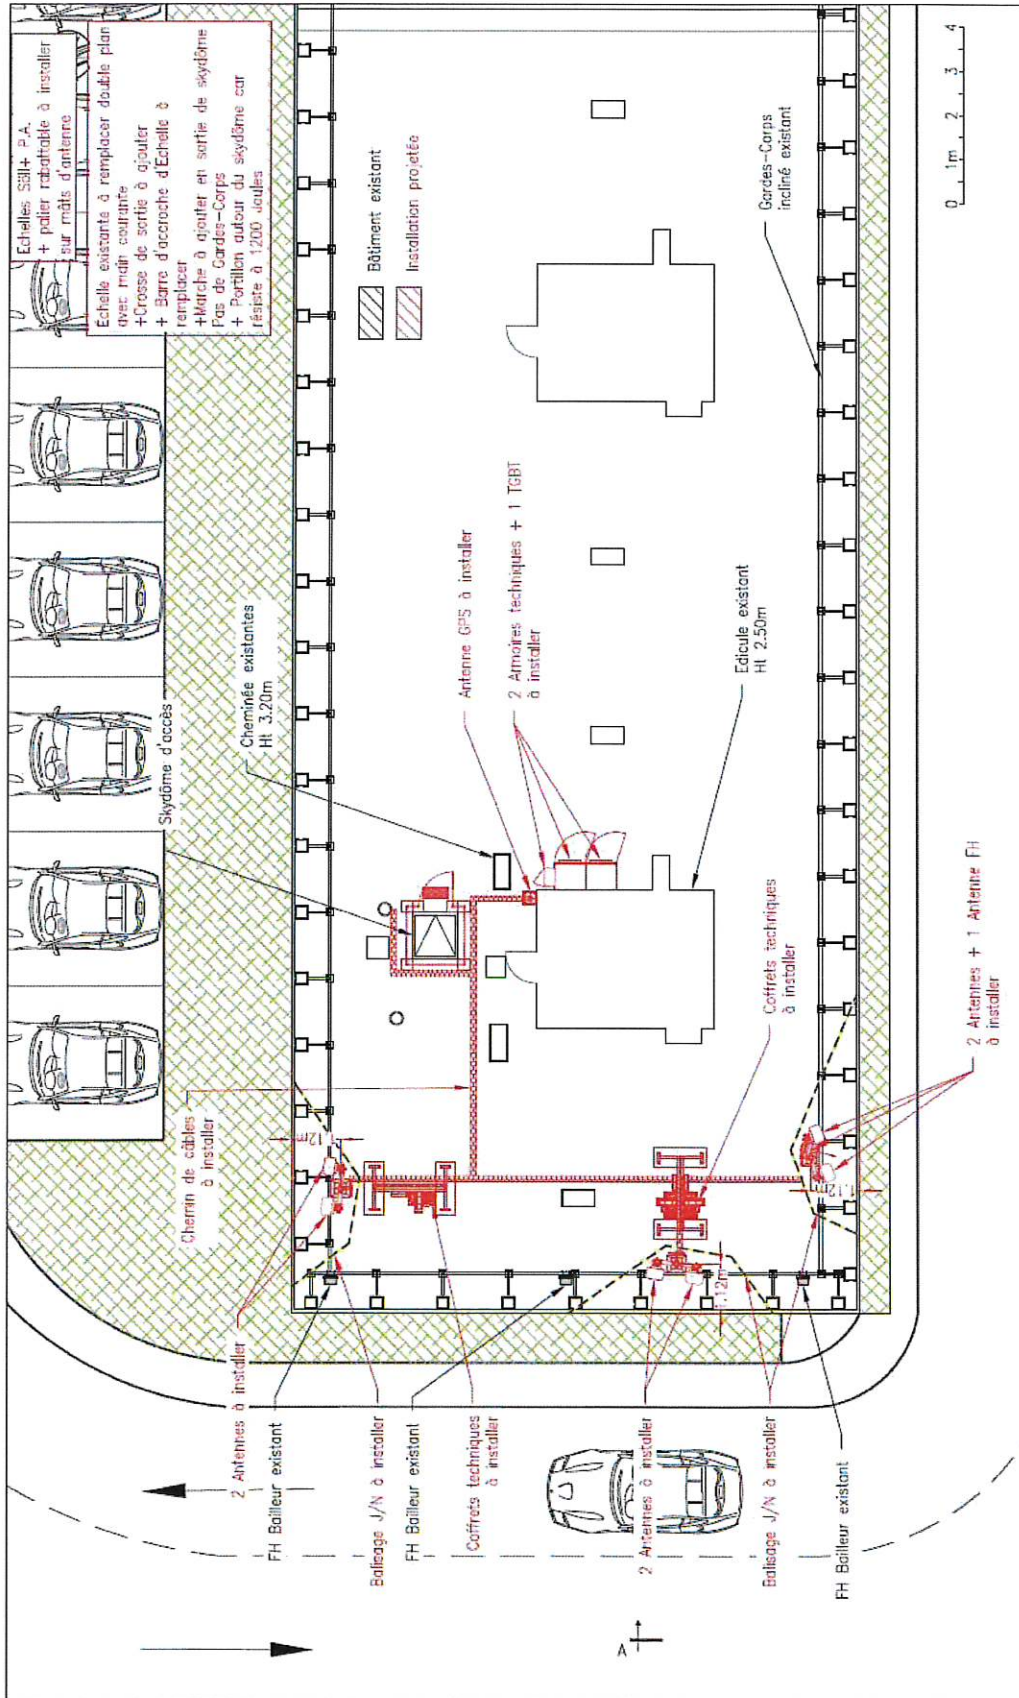 Echelles Söll+ P.A.
+ palier rabattable à installer
sur mâts d'antenne
Echelle existante à remplacer double plan
avec main courante
+Crosse de sortie à ajouter
+ Barre d'accroche d'Echelle à
remplacer
+Marche à ajouter en sortie de skydôme
Pas de Gardes-Corps
+ Portillon autour du skydôme car
résiste à 1200 Joules
Bâtiment existant
Installation projetée
Skydôme d'accès
Cheminée existantes
Ht 3.20m
Antenne GPS à installer
2 Armoires techniques + 1 TGBT
à installer
Gardes-Corps
incliné existant
Edicule existant
Ht 2.50m
Chemin de câbles
à installer
Coffrets techniques
à installer
2 Antennes + 1 Antenne FH
à installer
1.12m
1.12m
1.12m
2 Antennes à installer
FH Bailleur existant
Balisage J/N à installer
FH Bailleur existant
Coffrets techniques
à installer
2 Antennes à installer
Balisage J/N à installer
FH Bailleur existant
A
0 1m 2 3 4